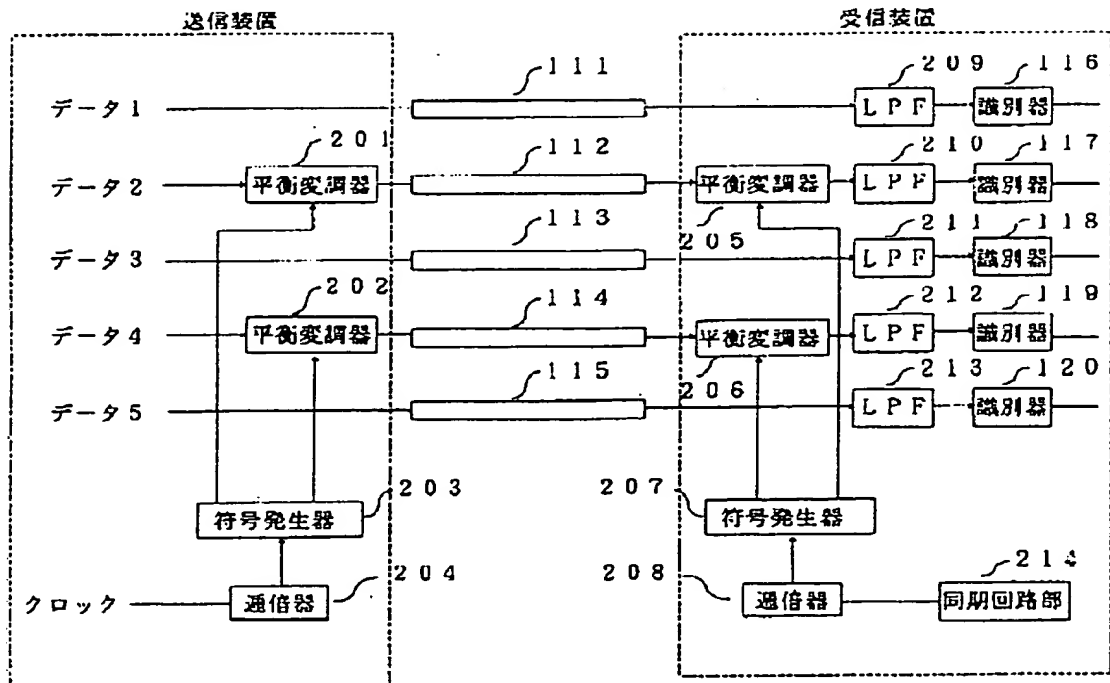 送信装置
受信装置
111
209
116
データ1
LPF
識別器
201
112
210
117
データ2
平衡変調器
平衡変調器
LPF
識別器
113
205
211
118
データ3
LPF
識別器
202
114
212
119
データ4
平衡変調器
平衡変調器
LPF
識別器
115
206
213
120
データ5
LPF
識別器
203
207
符号発生器
符号発生器
204
208
214
クロック
逓倍器
逓倍器
同期回路部